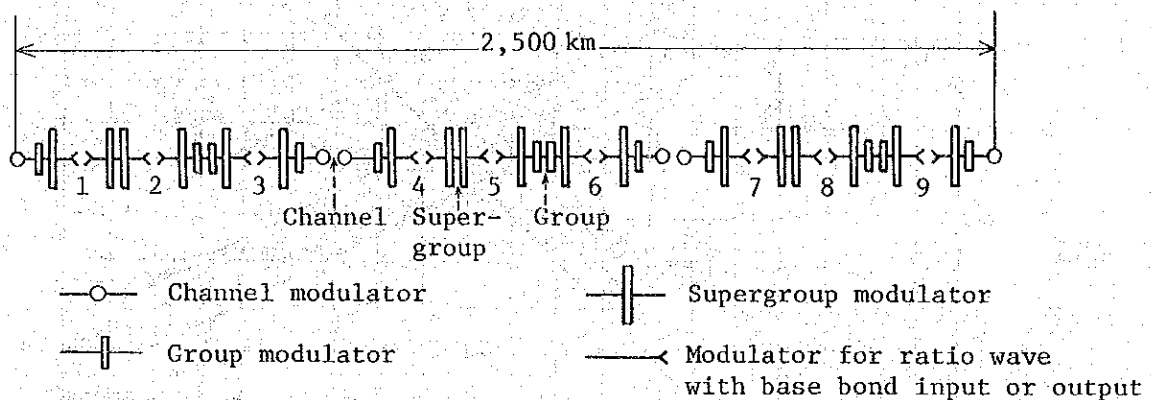 2,500 km
1 2 3 4 5 6 7 8 9
Channel Super- Group
group
Channel modulator Supergroup modulator
Group modulator Modulator for ratio wave
with base bond input or output